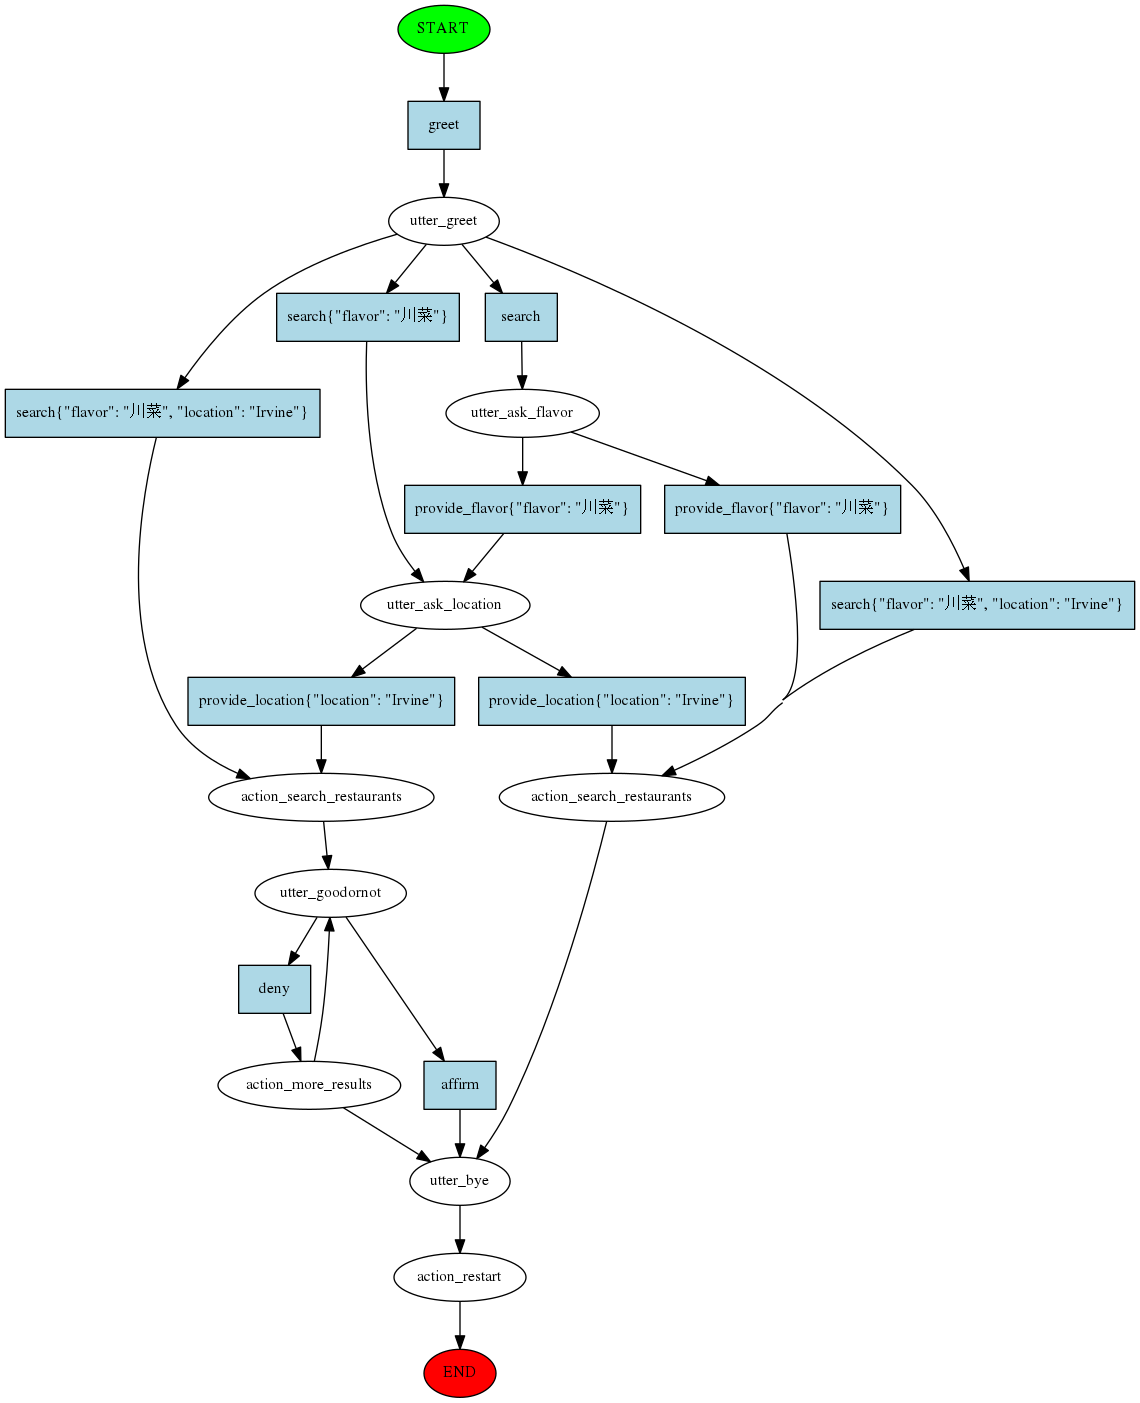 START
greet
utter_greet
search{"flavor": "川菜"}
search
search{"flavor": "川菜", "location": "Irvine"}
utter_ask_flavor
provide_flavor{"flavor": "川菜"}
provide_flavor{"flavor": "川菜"}
utter_ask_location
search{"flavor": "川菜", "location": "Irvine"}
provide_location{"location": "Irvine"}
provide_location{"location": "Irvine"}
action_search_restaurants
action_search_restaurants
utter_goodornot
deny
action_more_results
affirm
utter_bye
action_restart
END